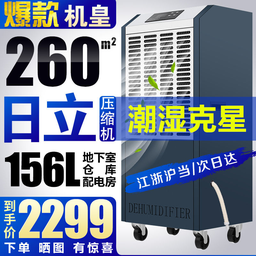 爆款 机皇
260m²
日立 压缩机
潮湿克星
156L 地下室 仓库 配电房
江浙沪当/次日达
到手价 2299
下单 晒图 有惊喜
DEHUMIDIFIER